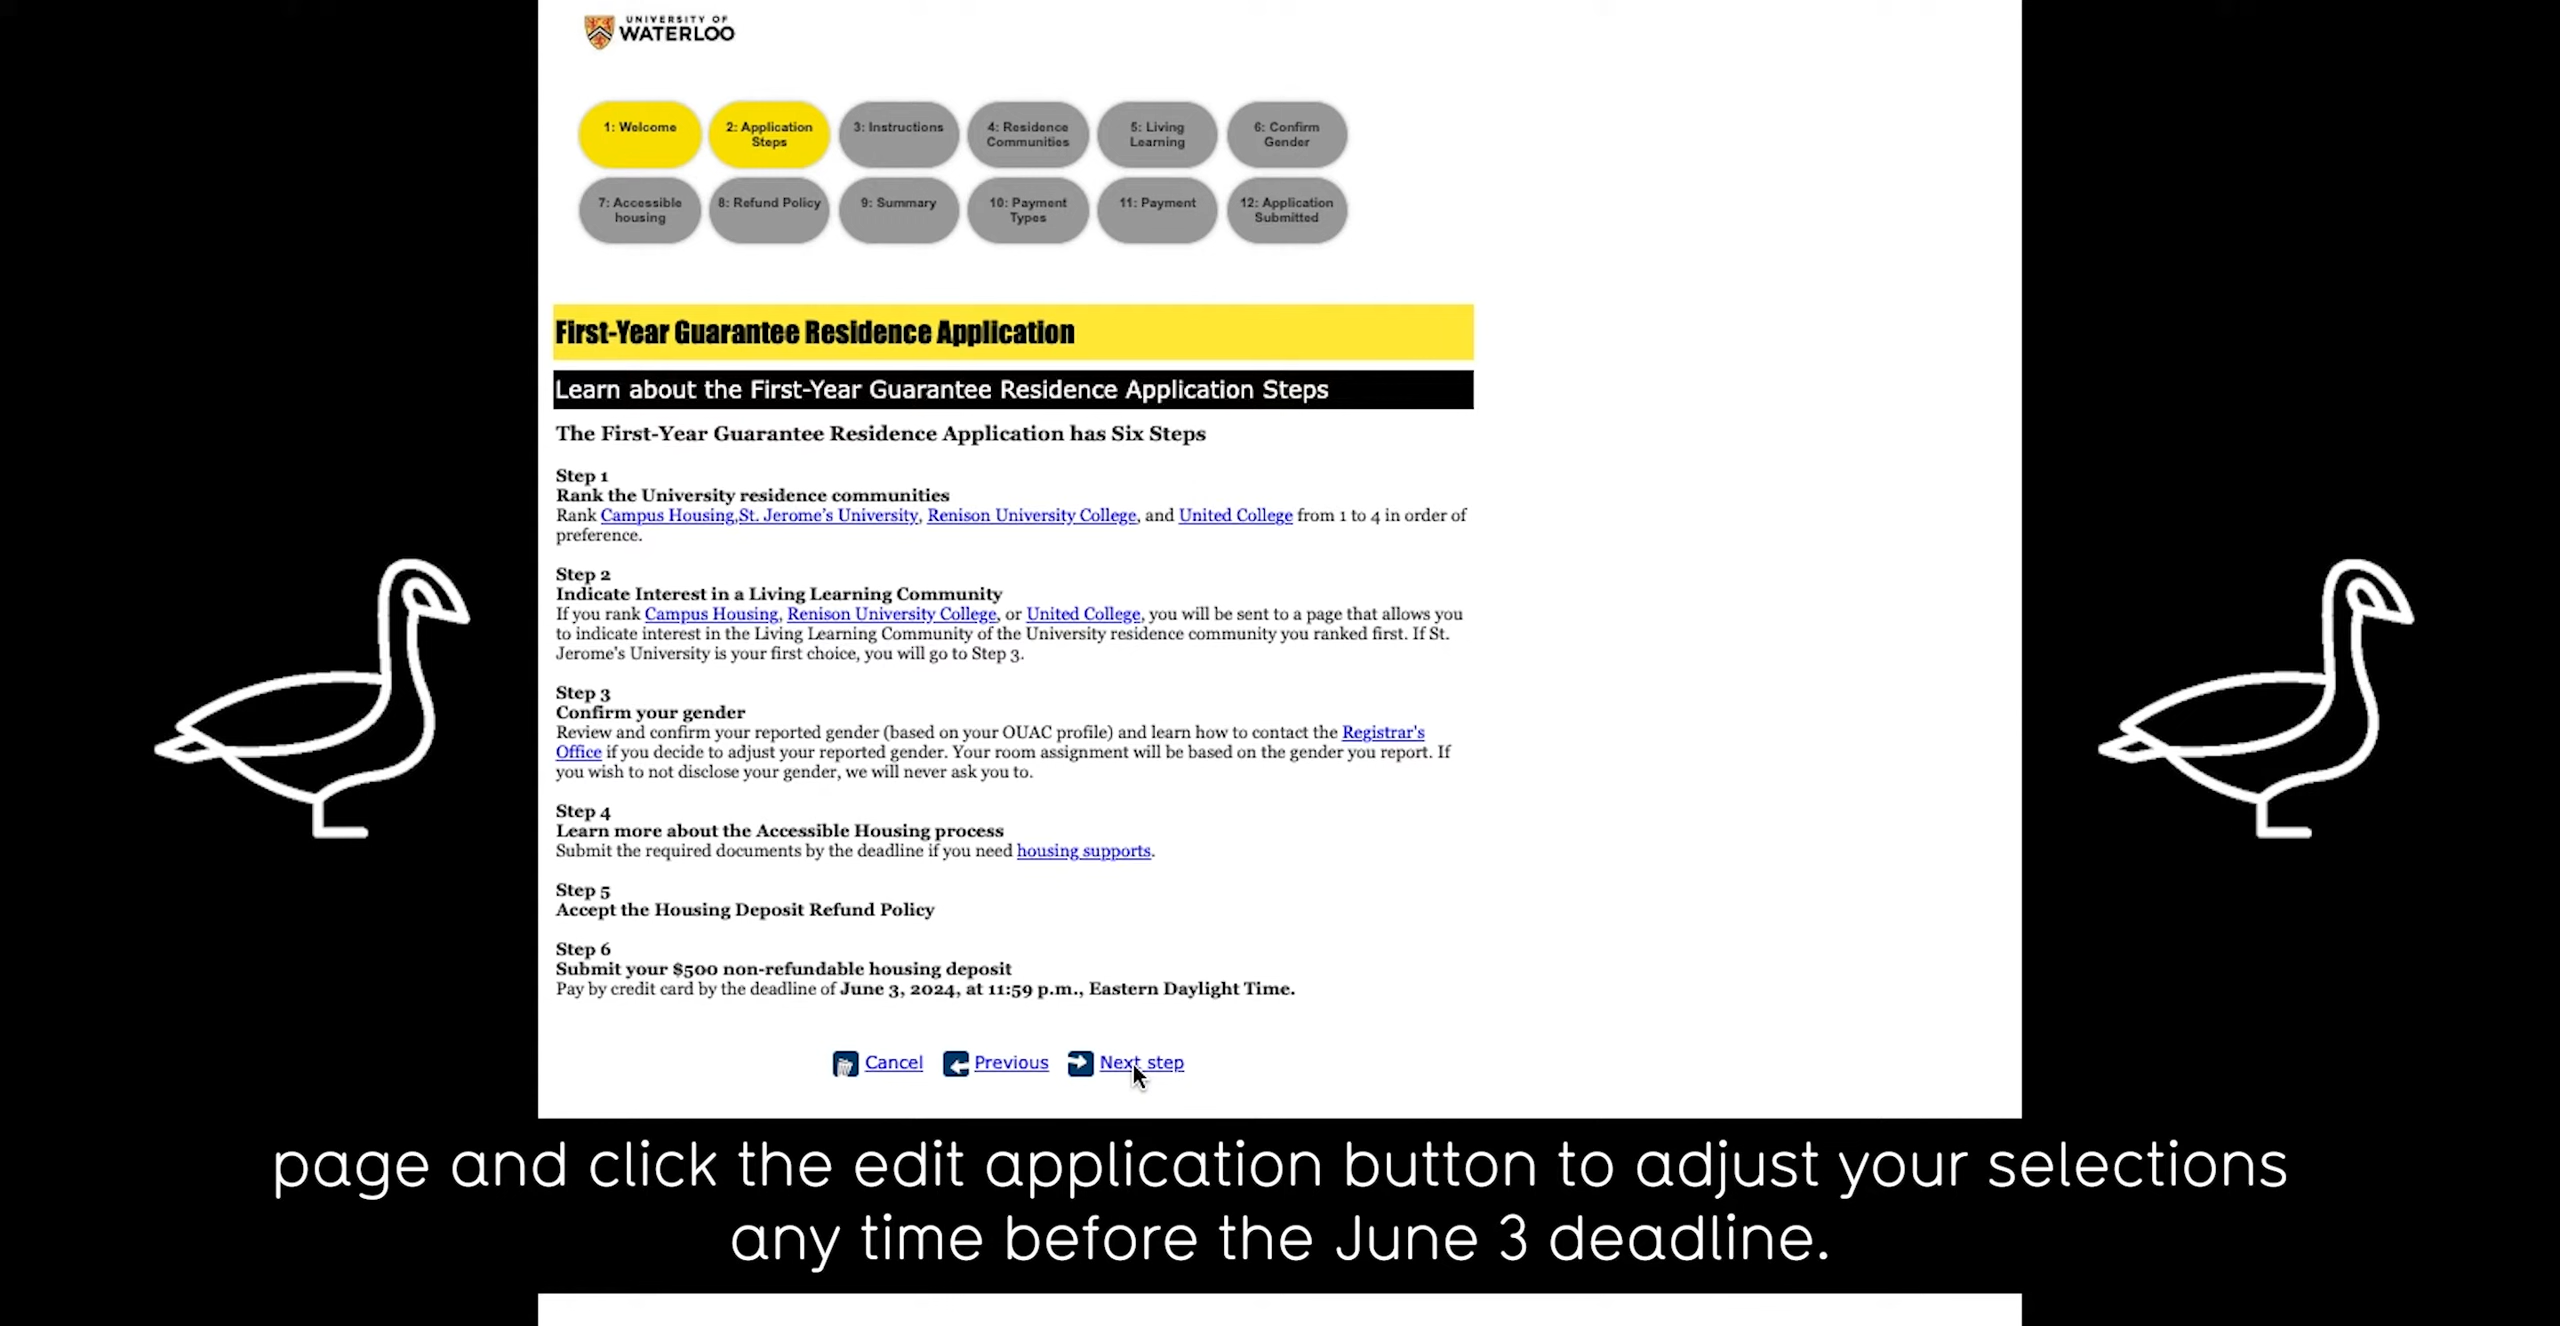 UNIVERSITY OF
WATERLOO
1: Welcome
2: Application
Steps
3: Instructions
4: Residence
Communities
5: Living
Learning
6: Confirm
Gender
7: Accessible
housing
8: Refund Policy
9: Summary
10: Payment
Types
11: Payment
12: Application
Submitted
First-Year Guarantee Residence Application
Learn about the First-Year Guarantee Residence Application Steps
The First-Year Guarantee Residence Application has Six Steps
Step 1
Rank the University residence communities
Rank Campus Housing,St. Jerome's University, Renison University College, and United College from 1 to 4 in order of
preference.
Step 2
Indicate Interest in a Living Learning Community
If you rank Campus Housing, Renison University College, or United College, you will be sent to a page that allows you
to indicate interest in the Living Learning Community of the University residence community you ranked first. If St.
Jerome's University is your first choice, you will go to Step 3.
Step 3
Confirm your gender
Review and confirm your reported gender (based on your OUAC profile) and learn how to contact the Registrar's
Office if you decide to adjust your reported gender. Your room assignment will be based on the gender you report. If
you wish to not disclose your gender, we will never ask you to.
Step 4
Learn more about the Accessible Housing process
Submit the required documents by the deadline if you need housing supports.
Step 5
Accept the Housing Deposit Refund Policy
Step 6
Submit your $500 non-refundable housing deposit
Pay by credit card by the deadline of June 3, 2024, at 11:59 p.m., Eastern Daylight Time.
Cancel Previous Next step
page and click the edit application button to adjust your selections
any time before the June 3 deadline.